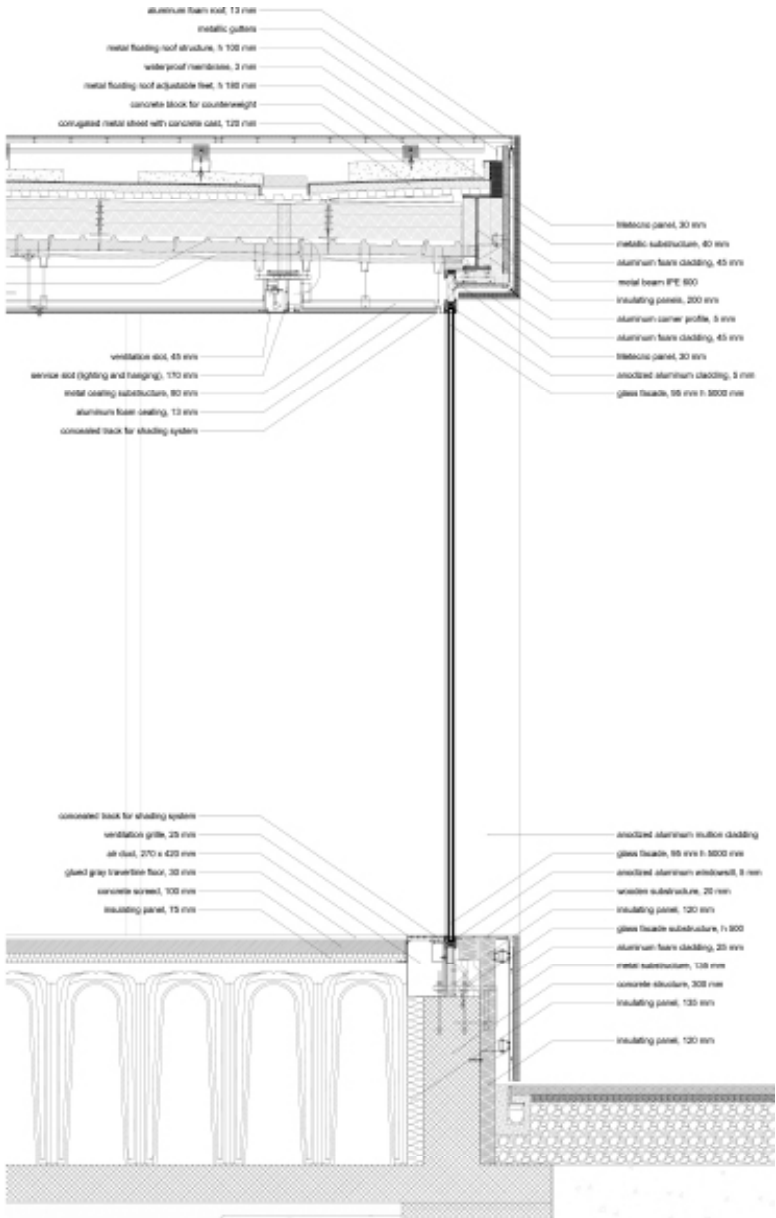 aluminum foam roof, 13 mm
metallic gutters
metal floating roof structure, h 100 mm
waterproof membrane, 3 mm
metal floating roof adjustable feet, h 180 mm
concrete block for counterweight
corrugated metal sheet with concrete cast, 120 mm
Metecno panel, 30 mm
metallic substructure, 40 mm
aluminum foam cladding, 45 mm
metal beam IPE 600
insulating panels, 200 mm
aluminum corner profile, 5 mm
aluminum foam cladding, 45 mm
Metecno panel, 30 mm
anodized aluminum cladding, 5 mm
glass facade, 95 mm h 5000 mm
ventilation slot, 45 mm
service slot (lighting and hanging), 170 mm
metal ceiling substructure, 80 mm
aluminum foam ceiling, 13 mm
concealed track for shading system
concealed track for shading system
ventilation grille, 25 mm
air duct, 270 x 420 mm
glued gray travertine floor, 30 mm
concrete screed, 100 mm
insulating panel, 75 mm
anodized aluminum mullion cladding
glass facade, 95 mm h 5000 mm
anodized aluminum windowsill, 5 mm
wooden substructure, 20 mm
insulating panel, 120 mm
glass facade substructure, h 500
aluminum foam cladding, 25 mm
metal substructure, 135 mm
concrete structure, 300 mm
insulating panel, 135 mm
insulating panel, 120 mm